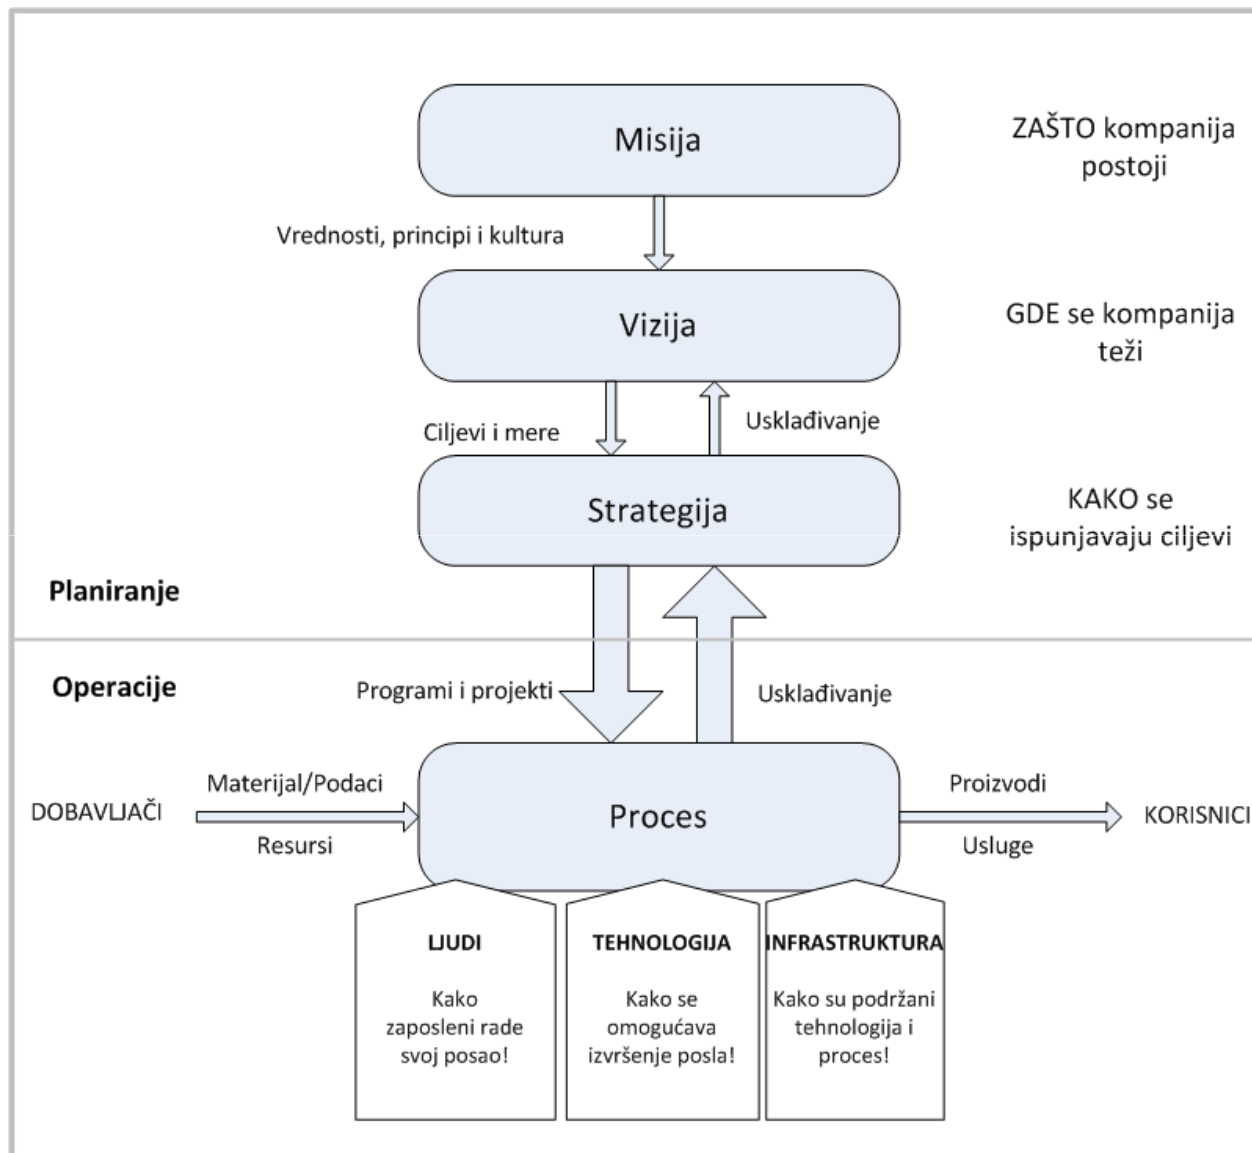 Misija
ZAŠTO kompanija
postoji
Vrednosti, principi i kultura
Vizija
GDE se kompanija
teži
Ciljevi i mere
Usklađivanje
Strategija
KAKO se
ispunjavaju ciljevi
Planiranje
Operacije
Programi i projekti
Usklađivanje
DOBAVLJAČI
Materijal/Podaci
Resursi
Proces
Proizvodi
Usluge
KORISNICI
LJUDI
Kako
zaposleni rade
svoj posao!
TEHNOLOGIJA
Kako se
omogućava
izvršenje posla!
INFRASTRUKTURA
Kako su podržani
tehnologija i
proces!